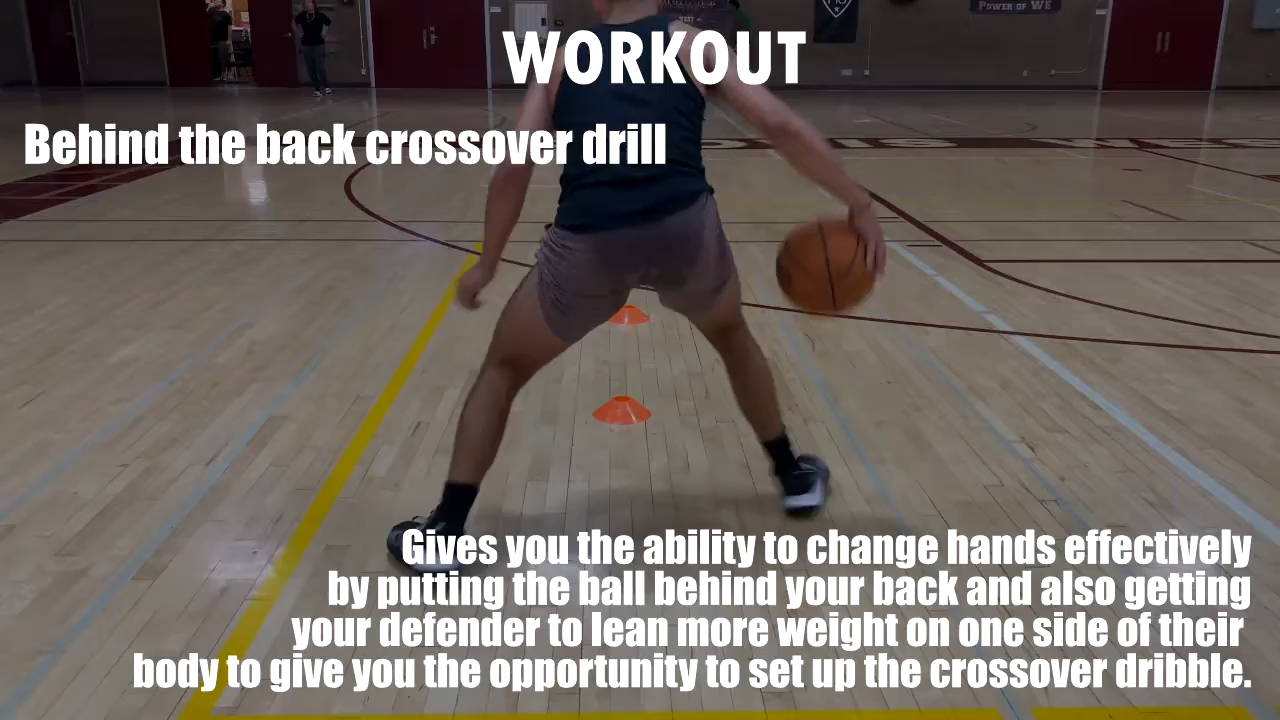 POWER OF WE
WORKOUT
Behind the back crossover drill
Gives you the ability to change hands effectively
by putting the ball behind your back and also getting
your defender to lean more weight on one side of their
body to give you the opportunity to set up the crossover dribble.